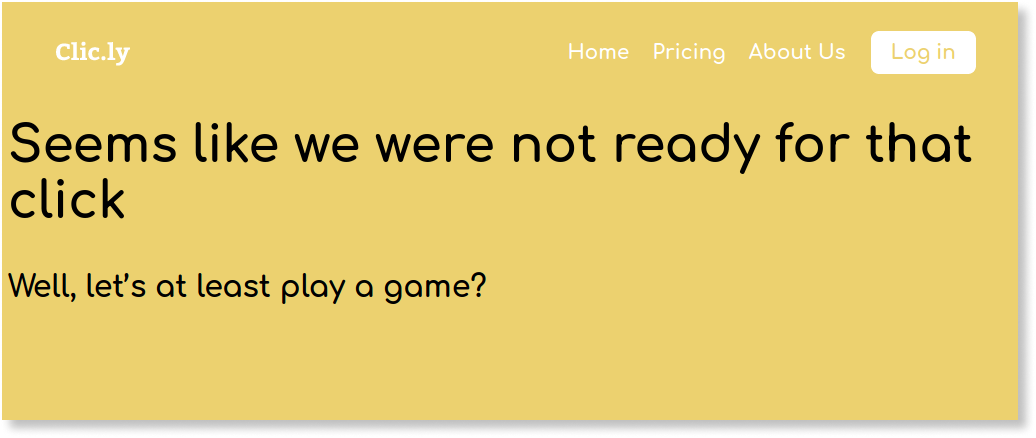 Clic.ly
Home Pricing About Us Log in
Seems like we were not ready for that
click
Well, let’s at least play a game?